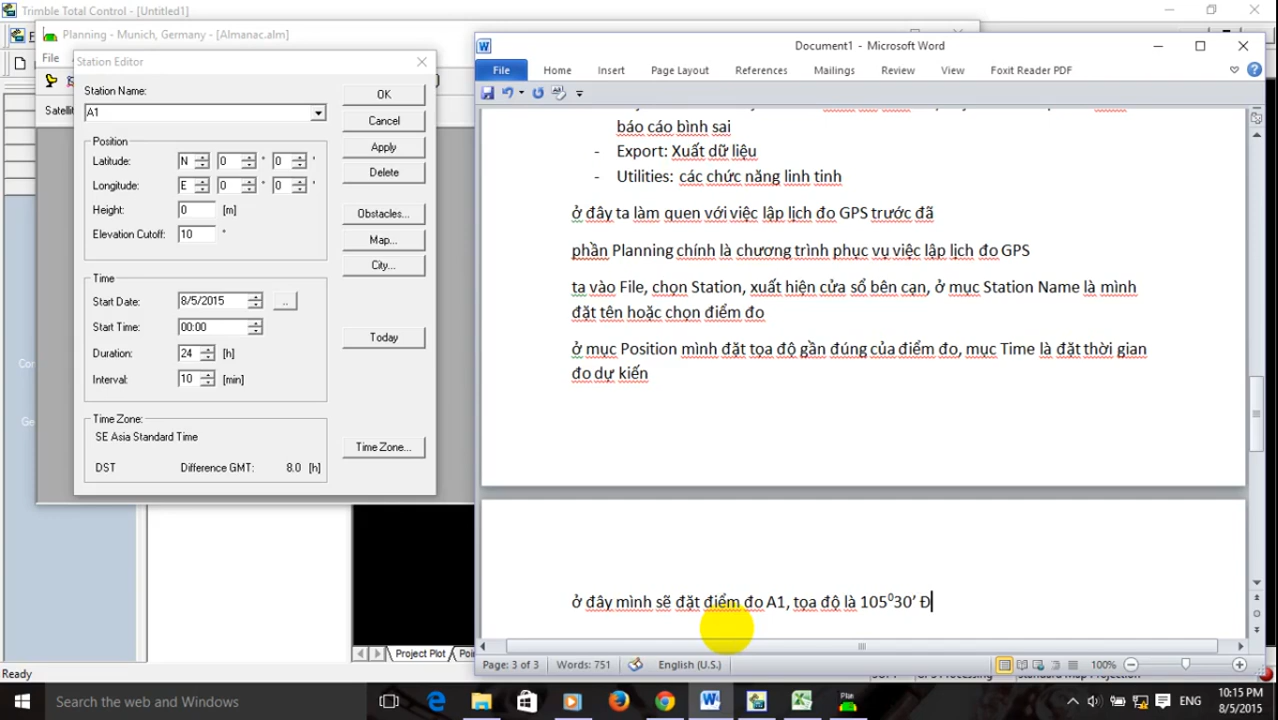 Trimble Total Control - [Untitled1]
Planning - Munich, Germany - [Almanac.alm]
File
Station Editor
Station Name:
A1
OK
Cancel
Position
Latitude: N 0 ° 0 '
Apply
Longitude: E 0 ° 0 '
Delete
Height: 0 [m]
Obstacles...
Elevation Cutoff: 10 °
Map...
City...
Time
Start Date: 8/5/2015 ..
Start Time: 00:00
Today
Duration: 24 [h]
Interval: 10 [min]
Time Zone:
SE Asia Standard Time
Time Zone...
DST Difference GMT: 8.0 [h]
Project Plot
Ready
Document1 - Microsoft Word
File Home Insert Page Layout References Mailings Review View Foxit Reader PDF
báo cáo bình sai
- Export: Xuất dữ liệu
- Utilities: các chức năng linh tinh
ở đây ta làm quen với việc lập lịch đo GPS trước đã
phần Planning chính là chương trình phục vụ việc lập lịch đo GPS
ta vào File, chọn Station, xuất hiện cửa sổ bên cạn, ở mục Station Name là mình
đặt tên hoặc chọn điểm đo
ở mục Position mình đặt tọa độ gần đúng của điểm đo, mục Time là đặt thời gian
đo dự kiến
ở đây mình sẽ đặt điểm đo A1, tọa độ là 105⁰30’ Đ
Page: 3 of 3 Words: 751 English (U.S.) 100%
Search the web and Windows
ENG
10:15 PM
8/5/2015